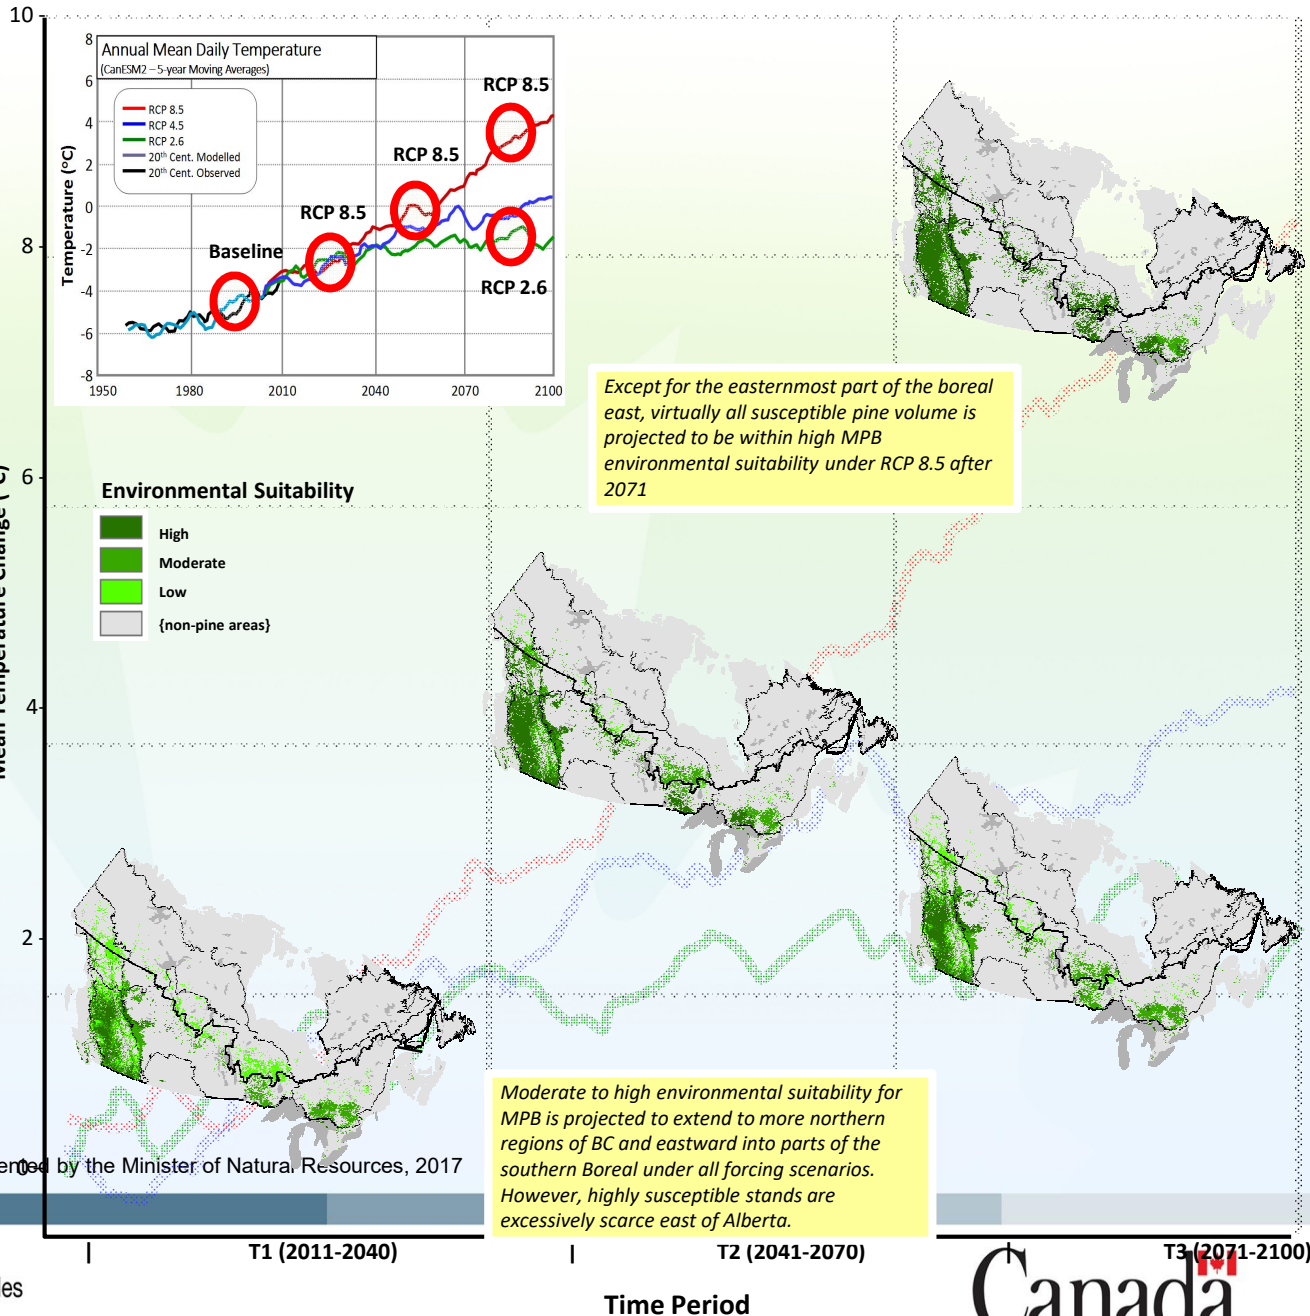 10
8
6
4
2
0
Mean Temperature Change (°C)
Annual Mean Daily Temperature
(CanESM2 – 5-year Moving Averages)
RCP 8.5
RCP 4.5
RCP 2.6
20th Cent. Modelled
20th Cent. Observed
Temperature (°C)
8
6
4
2
0
-2
-4
-6
-8
1950
1980
2010
2040
2070
2100
Baseline
RCP 8.5
RCP 8.5
RCP 8.5
RCP 2.6
Except for the easternmost part of the boreal
east, virtually all susceptible pine volume is
projected to be within high MPB
environmental suitability under RCP 8.5 after
2071
Environmental Suitability
High
Moderate
Low
{non-pine areas}
Moderate to high environmental suitability for
MPB is projected to extend to more northern
regions of BC and eastward into parts of the
southern Boreal under all forcing scenarios.
However, highly susceptible stands are
excessively scarce east of Alberta.
by the Minister of Natural Resources, 2017
T1 (2011-2040)
T2 (2041-2070)
T3 (2071-2100)
Time Period
Canada